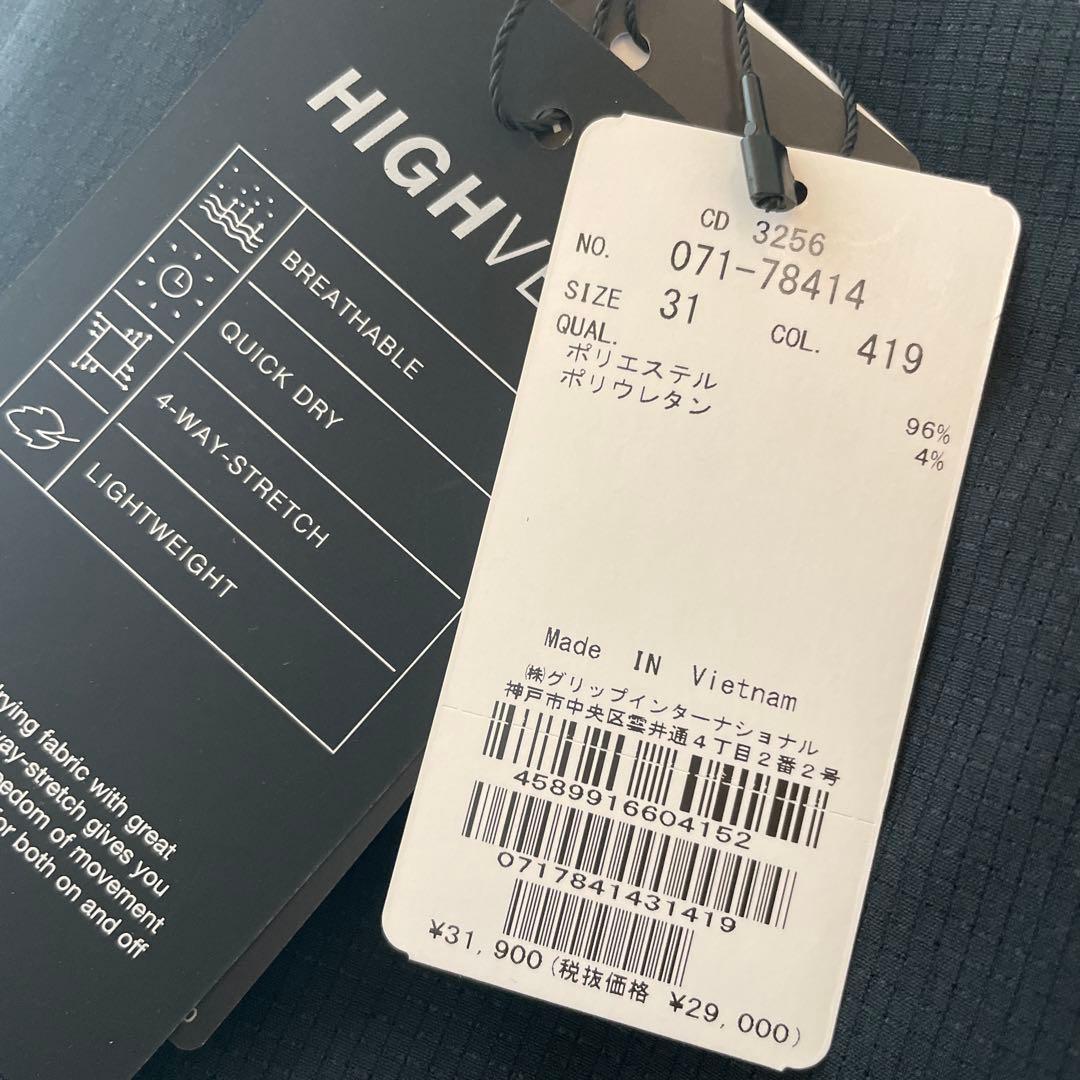 HIGHVE
BREATHABLE
QUICK DRY
4-WAY-STRETCH
LIGHTWEIGHT
rying fabric with great
way-stretch gives you
eedom of movement
or both on and off
CD 3256
NO. 071-78414
SIZE 31 COL. 419
QUAL.
ポリエステル 96%
ポリウレタン 4%
Made IN Vietnam
㈱グリップインターナショナル
神戸市中央区雲井通4丁目2番2号
4589916604152
0717841431419
¥31,900(税抜価格 ¥29,000)